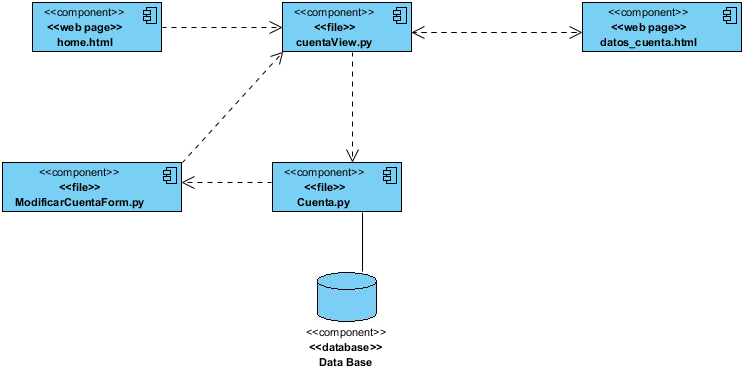 <<component>>
<<web page>>
home.html
<<component>>
<<file>>
cuentaView.py
<<component>>
<<web page>>
datos_cuenta.html
<<component>>
<<file>>
ModificarCuentaForm.py
<<component>>
<<file>>
Cuenta.py
<<component>>
<<database>>
Data Base